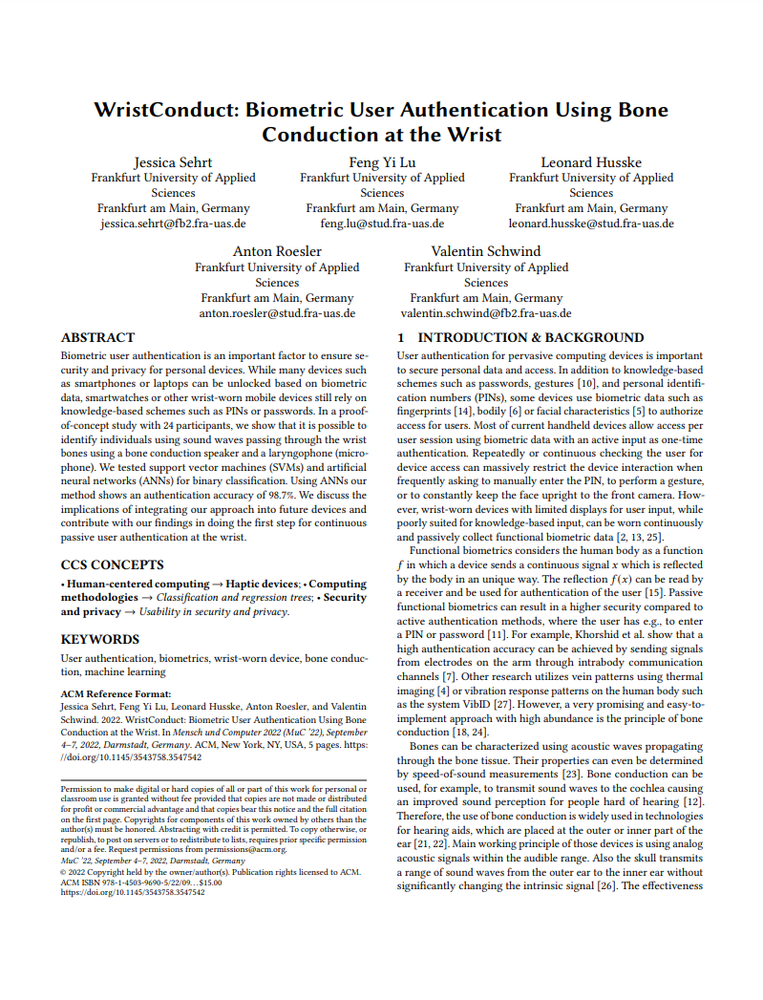 WristConduct: Biometric User Authentication Using Bone
Conduction at the Wrist
Jessica Sehrt
Frankfurt University of Applied
Sciences
Frankfurt am Main, Germany
jessica.sehrt@fb2.fra-uas.de
Feng Yi Lu
Frankfurt University of Applied
Sciences
Frankfurt am Main, Germany
feng.lu@stud.fra-uas.de
Leonard Husske
Frankfurt University of Applied
Sciences
Frankfurt am Main, Germany
leonard.husske@stud.fra-uas.de
Anton Roesler
Frankfurt University of Applied
Sciences
Frankfurt am Main, Germany
anton.roesler@stud.fra-uas.de
Valentin Schwind
Frankfurt University of Applied
Sciences
Frankfurt am Main, Germany
valentin.schwind@fb2.fra-uas.de
ABSTRACT
Biometric user authentication is an important factor to ensure se-
curity and privacy for personal devices. While many devices such
as smartphones or laptops can be unlocked based on biometric
data, smartwatches or other wrist-worn mobile devices still rely on
knowledge-based schemes such as PINs or passwords. In a proof-
of-concept study with 24 participants, we show that it is possible to
identify individuals using sound waves passing through the wrist
bones using a bone conduction speaker and a laryngophone (micro-
phone). We tested support vector machines (SVMs) and artificial
neural networks (ANNs) for binary classification. Using ANNs our
method shows an authentication accuracy of 98.7%. We discuss the
implications of integrating our approach into future devices and
contribute with our findings in doing the first step for continuous
passive user authentication at the wrist.
CCS CONCEPTS
• Human-centered computing → Haptic devices; • Computing
methodologies → Classification and regression trees; • Security
and privacy → Usability in security and privacy.
KEYWORDS
User authentication, biometrics, wrist-worn device, bone conduc-
tion, machine learning
ACM Reference Format:
Jessica Sehrt, Feng Yi Lu, Leonard Husske, Anton Roesler, and Valentin
Schwind. 2022. WristConduct: Biometric User Authentication Using Bone
Conduction at the Wrist. In Mensch und Computer 2022 (MuC '22), September
4–7, 2022, Darmstadt, Germany. ACM, New York, NY, USA, 5 pages. https:
//doi.org/10.1145/3543758.3547542
Permission to make digital or hard copies of all or part of this work for personal or
classroom use is granted without fee provided that copies are not made or distributed
for profit or commercial advantage and that copies bear this notice and the full citation
on the first page. Copyrights for components of this work owned by others than the
author(s) must be honored. Abstracting with credit is permitted. To copy otherwise, or
republish, to post on servers or to redistribute to lists, requires prior specific permission
and/or a fee. Request permissions from permissions@acm.org.
MuC '22, September 4–7, 2022, Darmstadt, Germany
© 2022 Copyright held by the owner/author(s). Publication rights licensed to ACM.
ACM ISBN 978-1-4503-9690-5/22/09...$15.00
https://doi.org/10.1145/3543758.3547542
1 INTRODUCTION & BACKGROUND
User authentication for pervasive computing devices is important
to secure personal data and access. In addition to knowledge-based
schemes such as passwords, gestures [10], and personal identifi-
cation numbers (PINs), some devices use biometric data such as
fingerprints [14], bodily [6] or facial characteristics [5] to authorize
access for users. Most of current handheld devices allow access per
user session using biometric data with an active input as one-time
authentication. Repeatedly or continuous checking the user for
device access can massively restrict the device interaction when
frequently asking to manually enter the PIN, to perform a gesture,
or to constantly keep the face upright to the front camera. How-
ever, wrist-worn devices with limited displays for user input, while
poorly suited for knowledge-based input, can be worn continuously
and passively collect functional biometric data [2, 13, 25].
Functional biometrics considers the human body as a function
f in which a device sends a continuous signal x which is reflected
by the body in an unique way. The reflection f(x) can be read by
a receiver and be used for authentication of the user [15]. Passive
functional biometrics can result in a higher security compared to
active authentication methods, where the user has e.g., to enter
a PIN or password [11]. For example, Khorshid et al. show that a
high authentication accuracy can be achieved by sending signals
from electrodes on the arm through intrabody communication
channels [7]. Other research utilizes vein patterns using thermal
imaging [4] or vibration response patterns on the human body such
as the system VibID [27]. However, a very promising and easy-to-
implement approach with high abundance is the principle of bone
conduction [18, 24].
Bones can be characterized using acoustic waves propagating
through the bone tissue. Their properties can even be determined
by speed-of-sound measurements [23]. Bone conduction can be
used, for example, to transmit sound waves to the cochlea causing
an improved sound perception for people hard of hearing [12].
Therefore, the use of bone conduction is widely used in technologies
for hearing aids, which are placed at the outer or inner part of the
ear [21, 22]. Main working principle of those devices is using analog
acoustic signals within the audible range. Also the skull transmits
a range of sound waves from the outer ear to the inner ear without
significantly changing the intrinsic signal [26]. The effectiveness